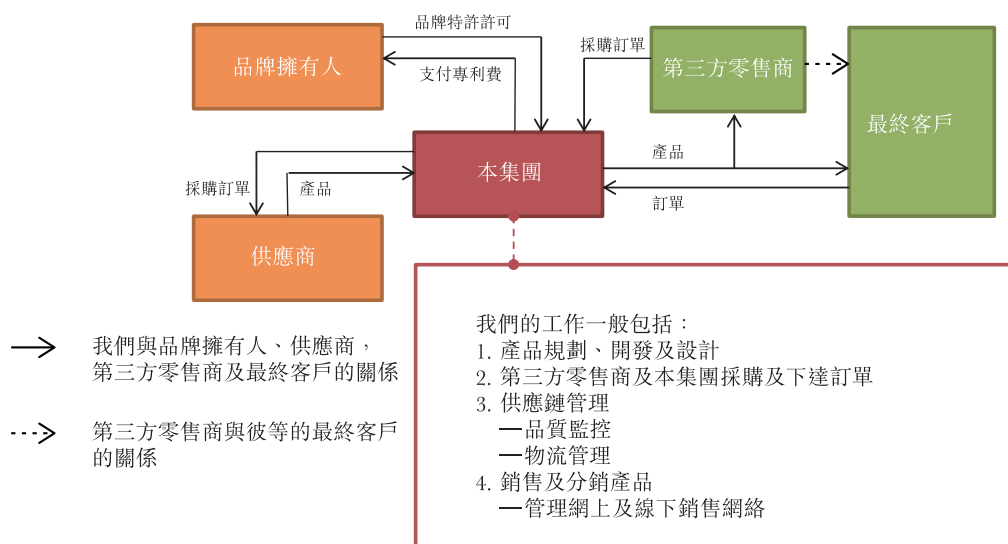 品牌特許許可
品牌擁有人
支付專利費
採購訂單
第三方零售商
最終客戶
本集團
產品
訂單
採購訂單
產品
供應商
我們與品牌擁有人、供應商，
第三方零售商及最終客戶的關係
第三方零售商與彼等的最終客戶
的關係
我們的工作一般包括：
1. 產品規劃、開發及設計
2. 第三方零售商及本集團採購及下達訂單
3. 供應鏈管理
—品質監控
—物流管理
4. 銷售及分銷產品
—管理網上及線下銷售網絡